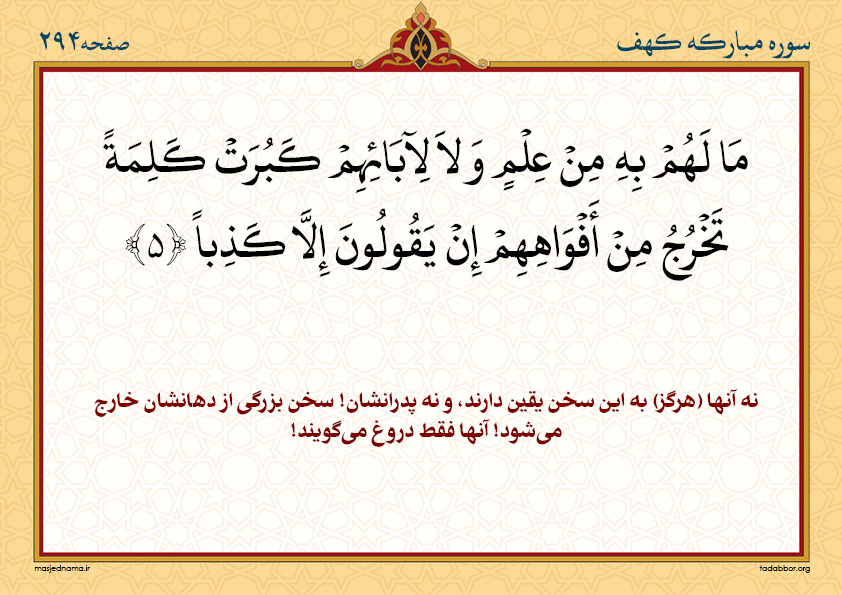 سوره مبارکه کهف
صفحه۲۹۴
مَا لَهُمْ بِهِ مِنْ عِلْمٍ وَلاَ لِآبَائِهِمْ كَبُرَتْ كَلِمَةً
تَخْرُجُ مِنْ أَفْوَاهِهِمْ إِنْ يَقُولُونَ إِلَّا كَذِباً ﴿۵﴾
نه آنها (هرگز) به این سخن یقین دارند، و نه پدرانشان! سخن بزرگی از دهانشان خارج
می‌شود! آنها فقط دروغ می‌گویند!
masjednama.ir
tadabbor.org